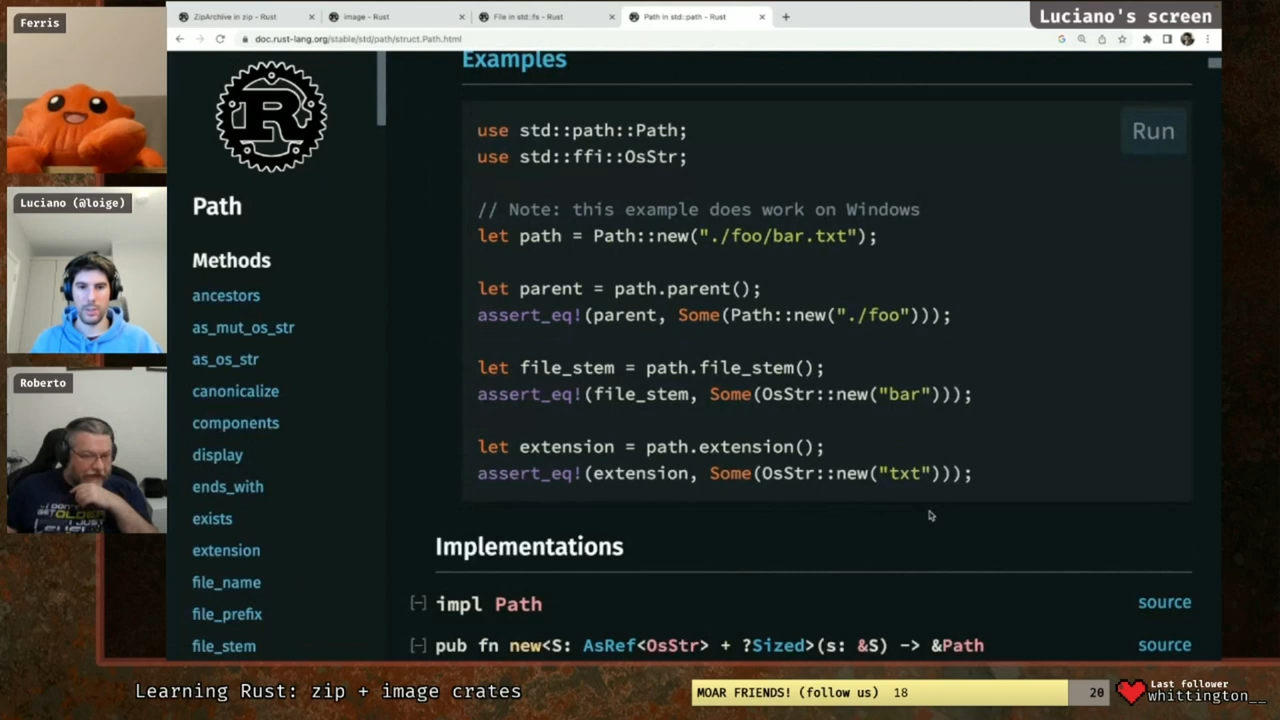 Ferris
Luciano (@loige)
Roberto
ZipArchive in zip - Rust
image - Rust
File in std::fs - Rust
Path in std::path - Rust
Luciano's screen
doc.rust-lang.org/stable/std/path/struct.Path.html
R
Path
Methods
ancestors
as_mut_os_str
as_os_str
canonicalize
components
display
ends_with
exists
extension
file_name
file_prefix
file_stem
Examples
Run
use std::path::Path;
use std::ffi::OsStr;
// Note: this example does work on Windows
let path = Path::new("./foo/bar.txt");
let parent = path.parent();
assert_eq!(parent, Some(Path::new("./foo")));
let file_stem = path.file_stem();
assert_eq!(file_stem, Some(OsStr::new("bar")));
let extension = path.extension();
assert_eq!(extension, Some(OsStr::new("txt")));
Implementations
[-] impl Path
source
[-] pub fn new<S: AsRef<OsStr> + ?Sized>(s: &S) -> &Path
source
Learning Rust: zip + image crates
MOAR FRIENDS! (follow us) 18
20
Last follower
whittington__